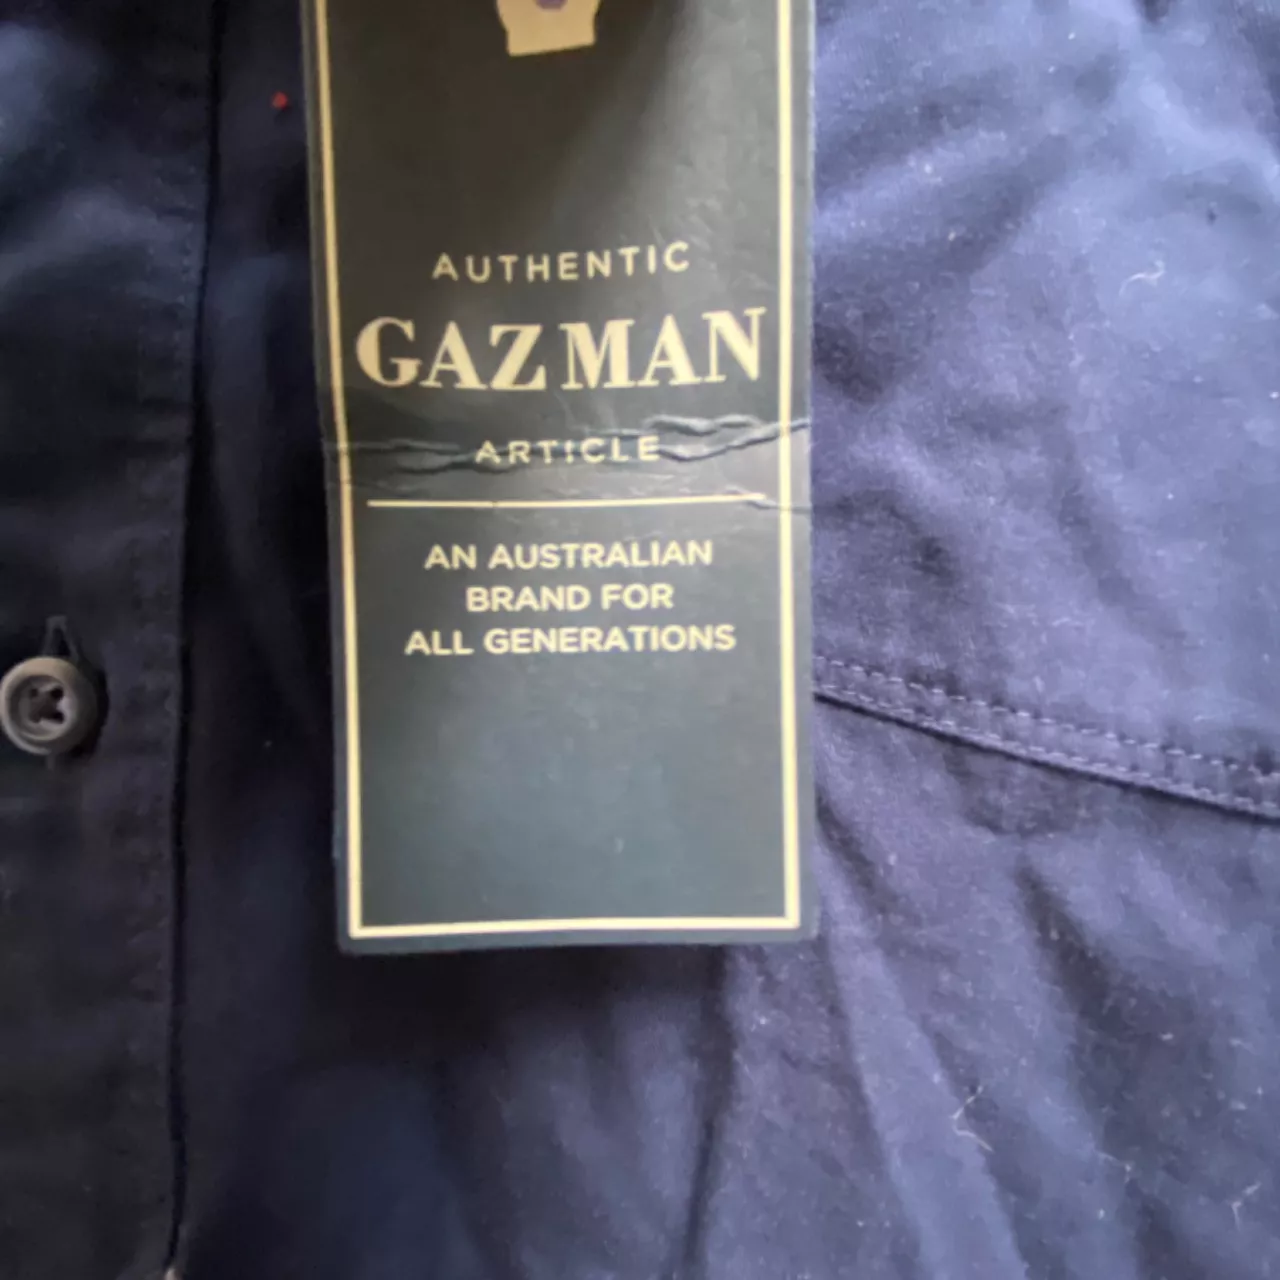 AUTHENTIC
GAZMAN
ARTICLE
AN AUSTRALIAN
BRAND FOR
ALL GENERATIONS